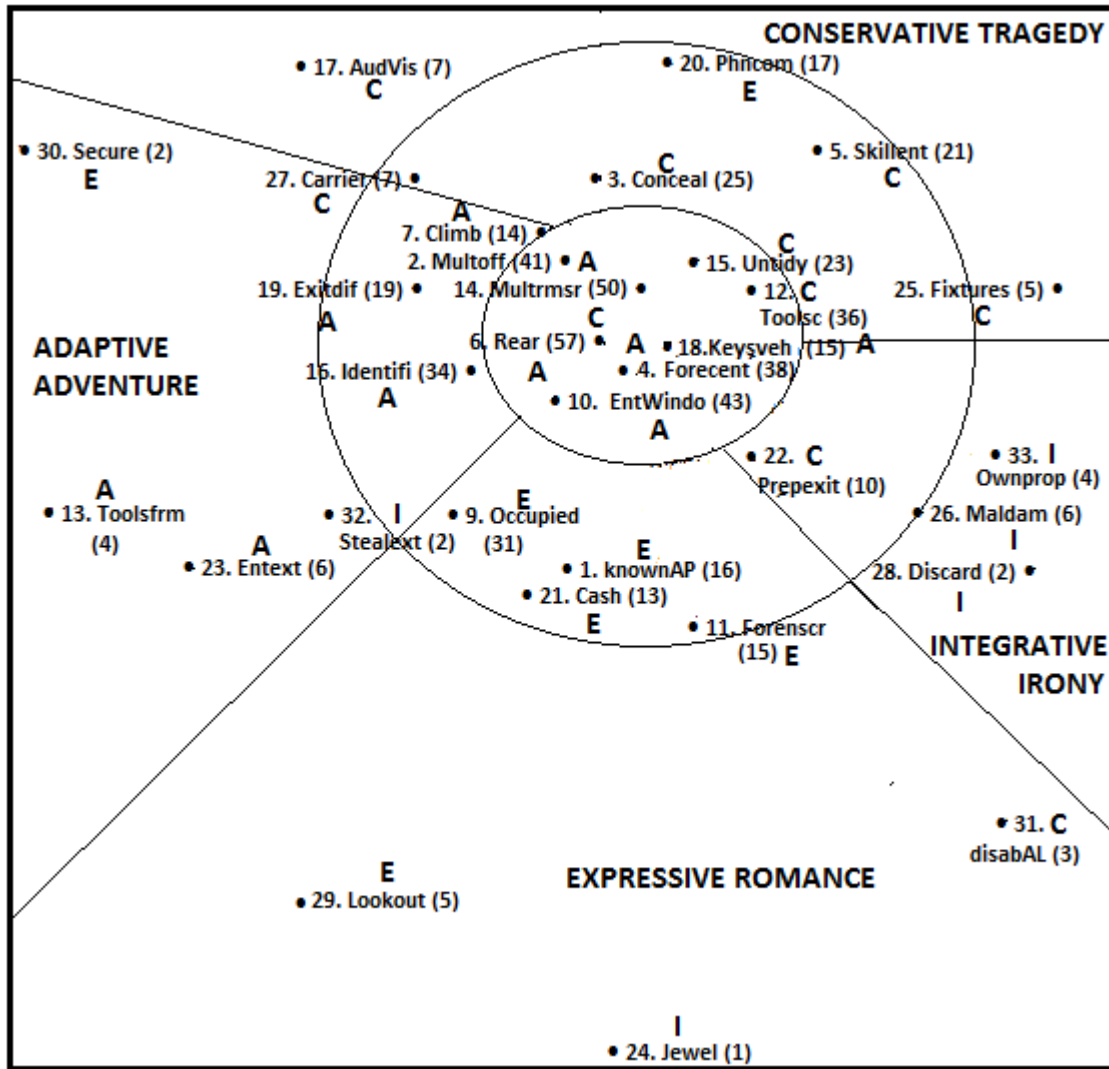 CONSERVATIVE TRAGEDY
17. AudVis (7)
C
20. Phncom (17)
E
30. Secure (2)
E
5. Skillent (21)
C
27. Carrier (7)
C
C
3. Conceal (25)
A
7. Climb (14)
2. Multoff (41) A
C
15. Untidy (23)
19. Exitdif (19)
A
14. Multrmsr (50)
C
12. C
Toolsc (36)
25. Fixtures (5)
C
ADAPTIVE
ADVENTURE
6. Rear (57)
A
A
18.Keysveh (15) A
16. Identifi (34)
A
4. Forecent (38)
10. EntWindo (43)
A
22. C
Prepexit (10)
33. I
Ownprop (4)
A
13. Toolsfrm
(4)
A
23. Entext (6)
32. I
Stealext (2)
E
9. Occupied
(31)
26. Maldam (6)
I
E
1. knownAP (16)
28. Discard (2)
I
21. Cash (13)
E
11. Forenscr
(15) E
INTEGRATIVE
IRONY
31. C
disabAL (3)
E
29. Lookout (5)
EXPRESSIVE ROMANCE
I
24. Jewel (1)